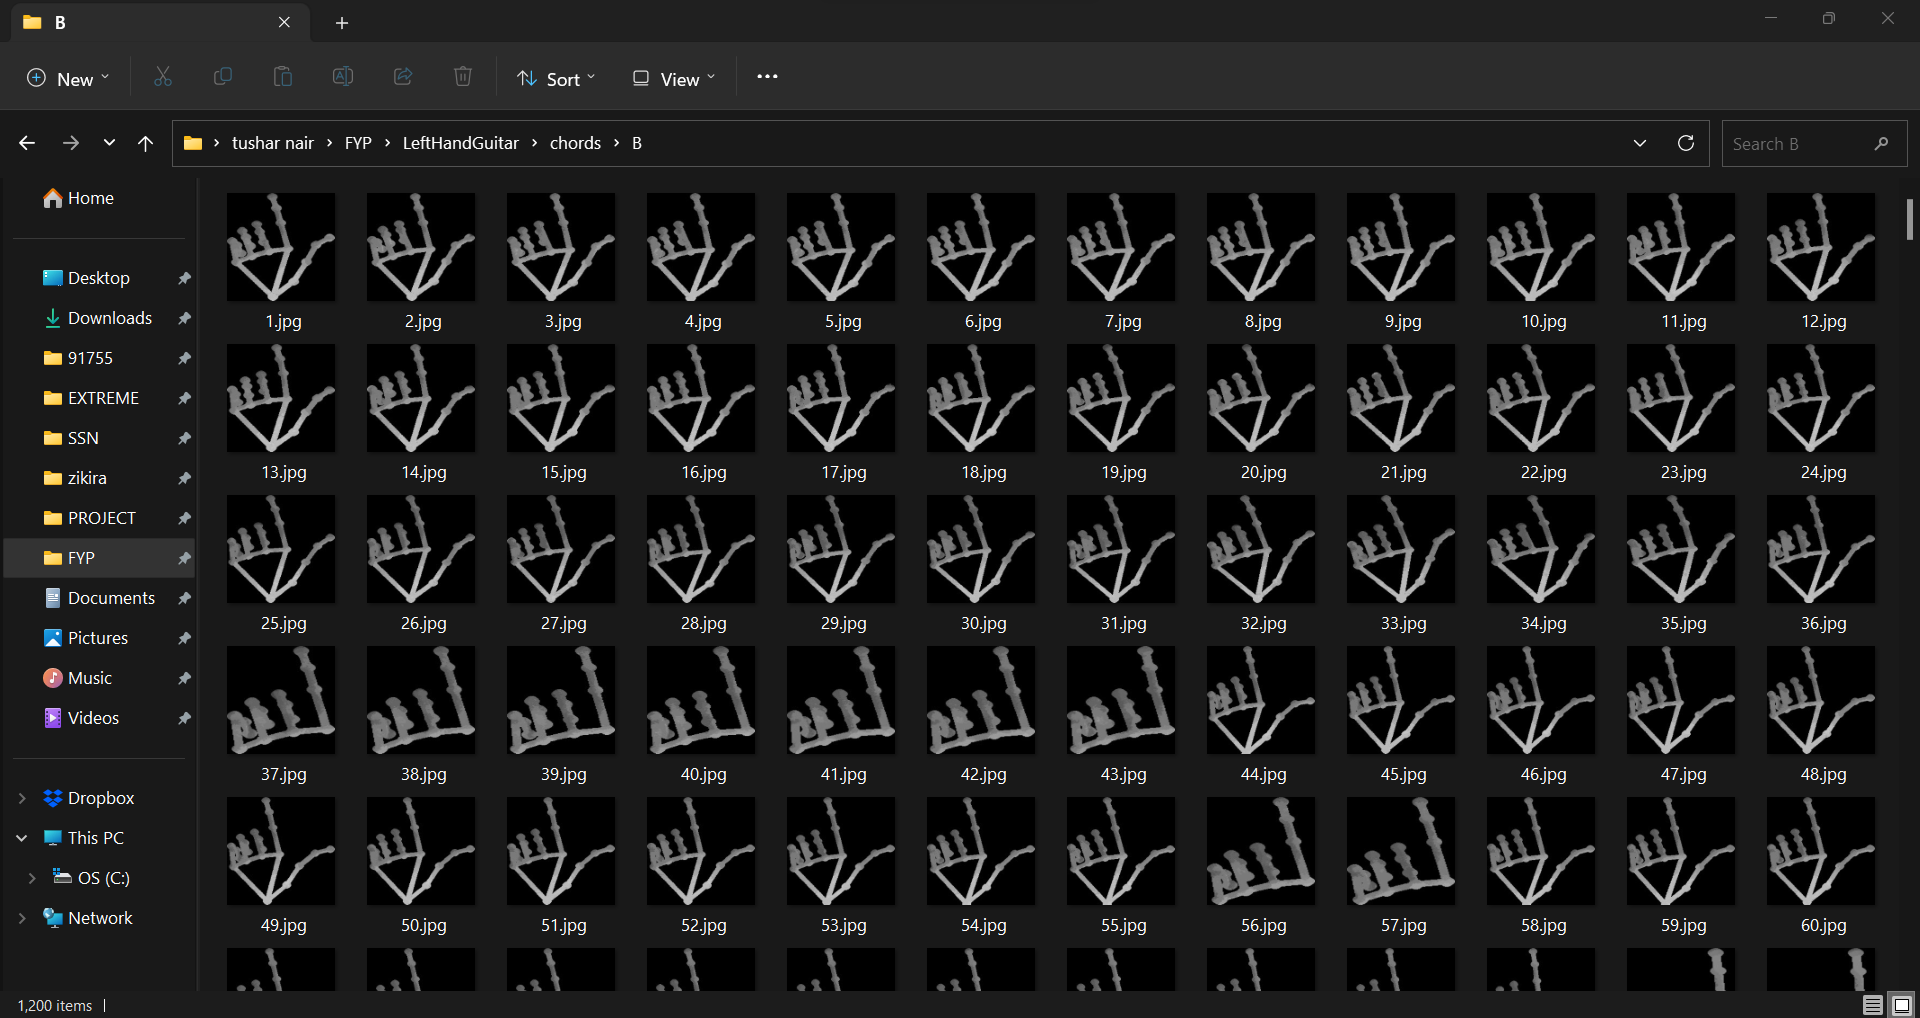 B
New
Sort
View
tushar nair
FYP
LeftHandGuitar
chords
B
Search B
Home
Desktop
Downloads
91755
EXTREME
SSN
zikira
PROJECT
FYP
Documents
Pictures
Music
Videos
Dropbox
This PC
OS (C:)
Network
1.jpg 2.jpg 3.jpg 4.jpg 5.jpg 6.jpg 7.jpg 8.jpg 9.jpg 10.jpg 11.jpg 12.jpg
13.jpg 14.jpg 15.jpg 16.jpg 17.jpg 18.jpg 19.jpg 20.jpg 21.jpg 22.jpg 23.jpg 24.jpg
25.jpg 26.jpg 27.jpg 28.jpg 29.jpg 30.jpg 31.jpg 32.jpg 33.jpg 34.jpg 35.jpg 36.jpg
37.jpg 38.jpg 39.jpg 40.jpg 41.jpg 42.jpg 43.jpg 44.jpg 45.jpg 46.jpg 47.jpg 48.jpg
49.jpg 50.jpg 51.jpg 52.jpg 53.jpg 54.jpg 55.jpg 56.jpg 57.jpg 58.jpg 59.jpg 60.jpg
1,200 items